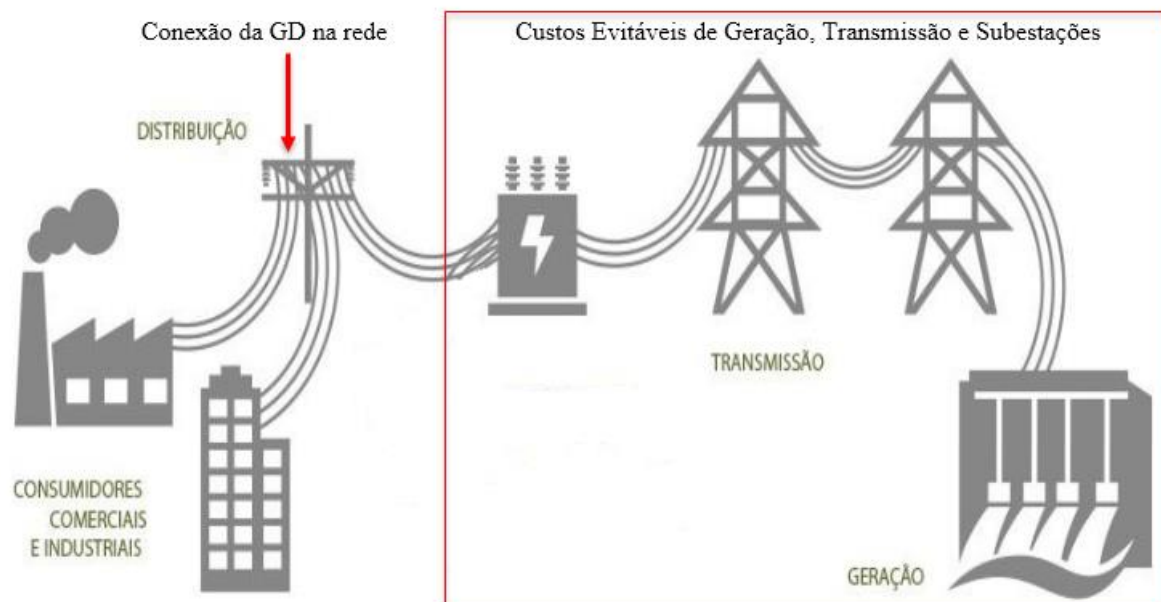 Conexão da GD na rede
Custos Evitáveis de Geração, Transmissão e Subestações
DISTRIBUIÇÃO
TRANSMISSÃO
CONSUMIDORES
COMERCIAIS
E INDUSTRIAIS
GERAÇÃO